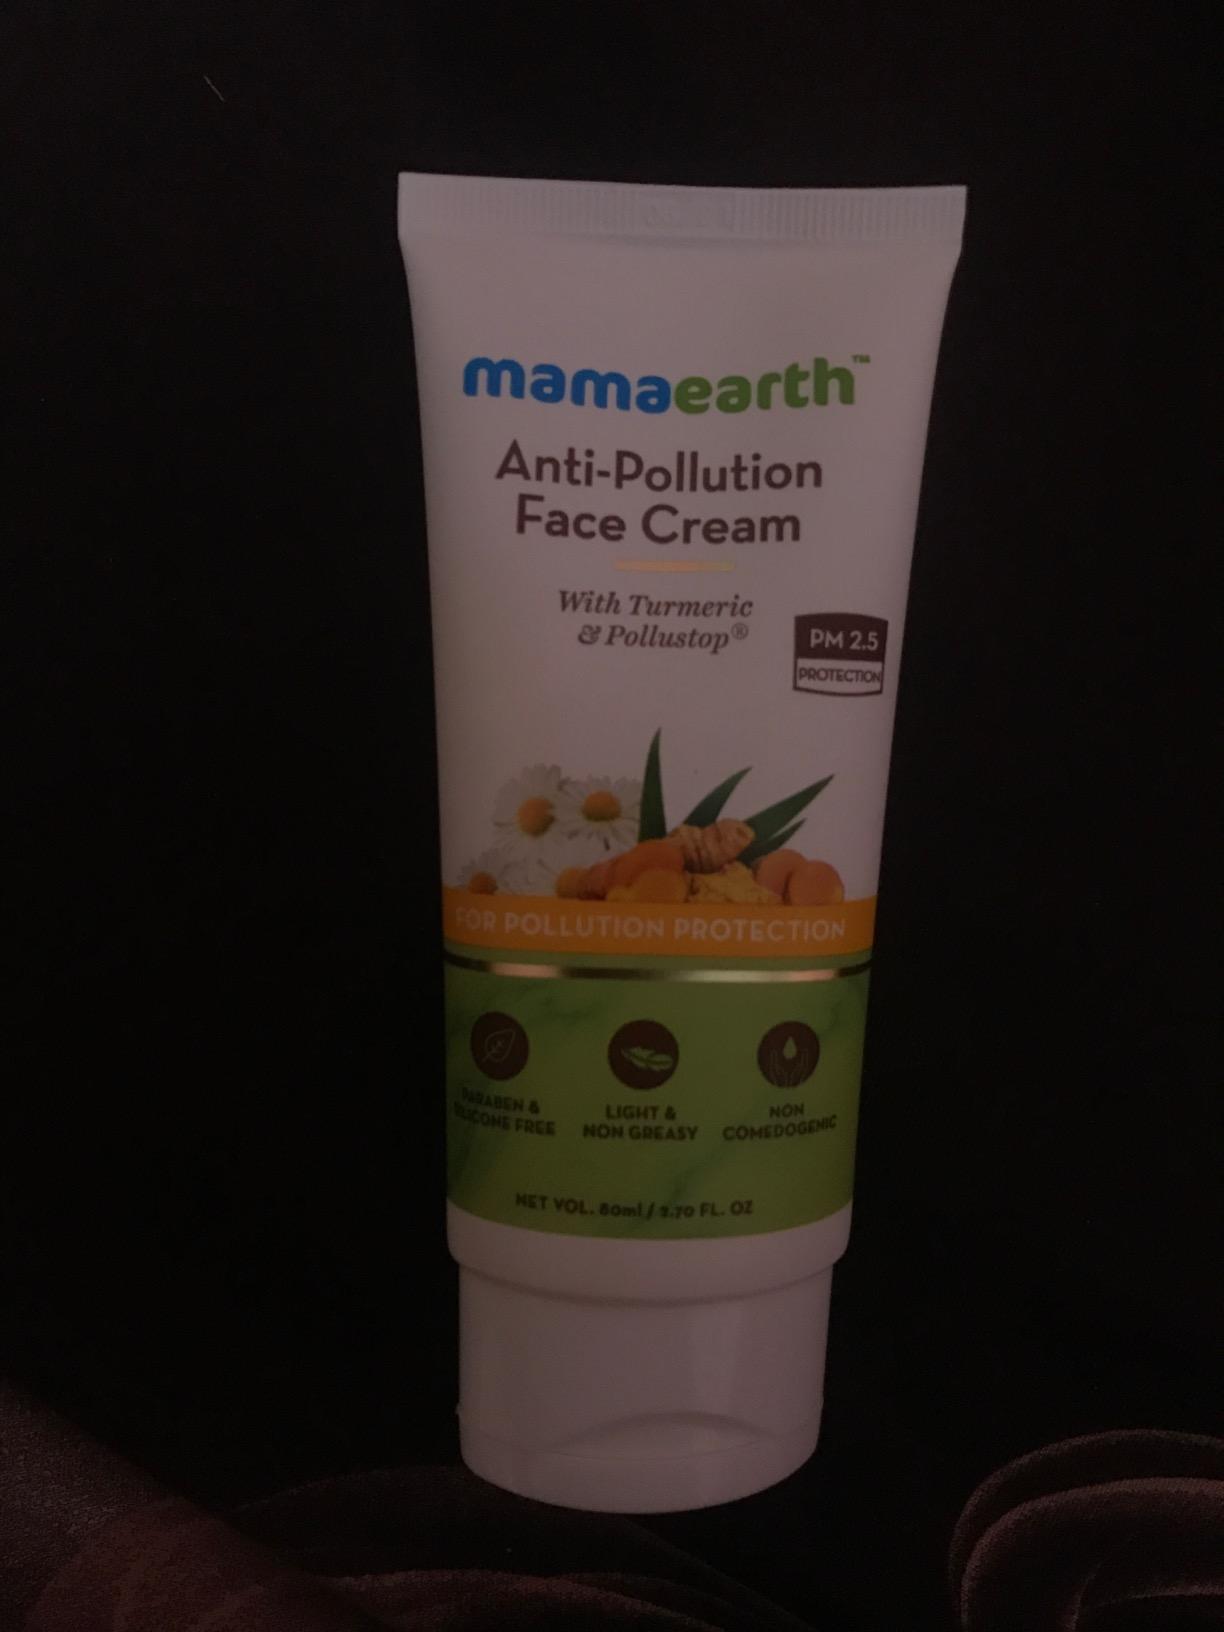 mamaearth™
Anti-Pollution
Face Cream
With Turmeric
& Pollustop®
PM 2.5
PROTECTION
FOR POLLUTION PROTECTION
PARABEN &
SILICONE FREE
LIGHT &
NON GREASY
NON
COMEDOGENIC
NET VOL. 80ml / 2.70 FL. OZ